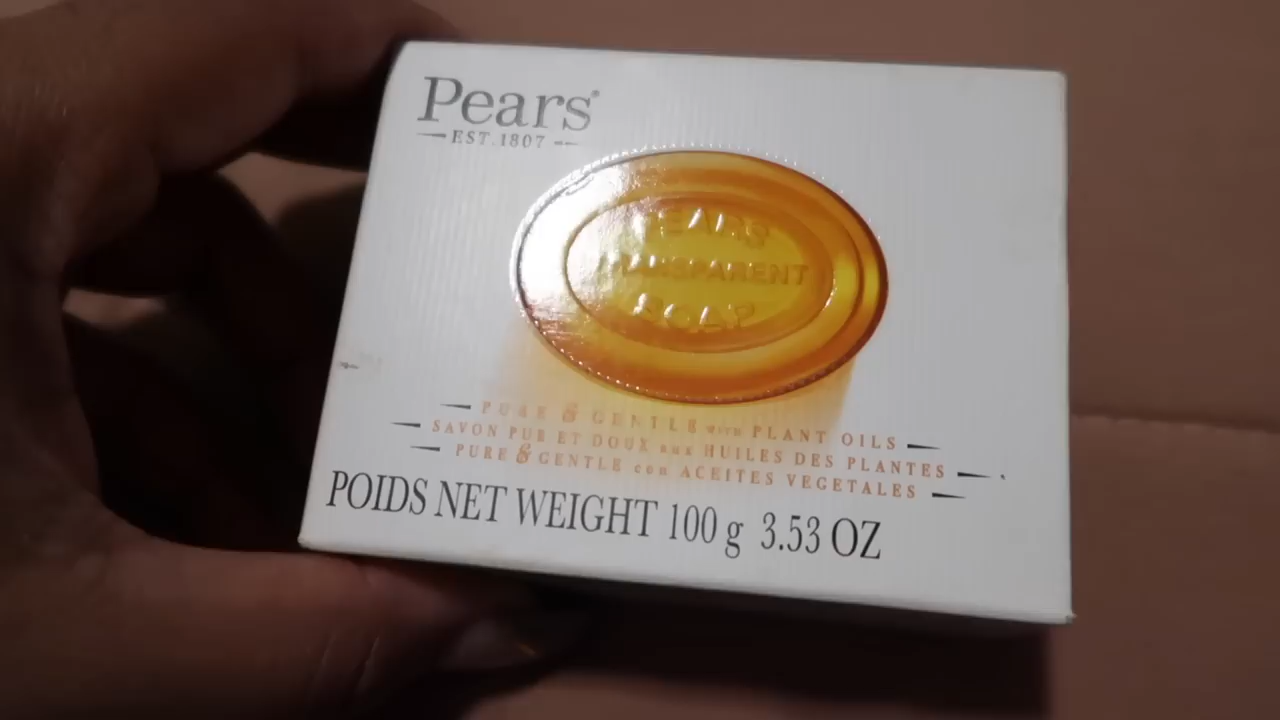 Pears®
EST. 1807
PEARS
TRANSPARENT
SOAP
PURE & GENTLE WITH PLANT OILS
SAVON PUR ET DOUX aux HUILES DES PLANTES
PURE & GENTLE con ACEITES VEGETALES
POIDS NET WEIGHT 100 g 3.53 OZ